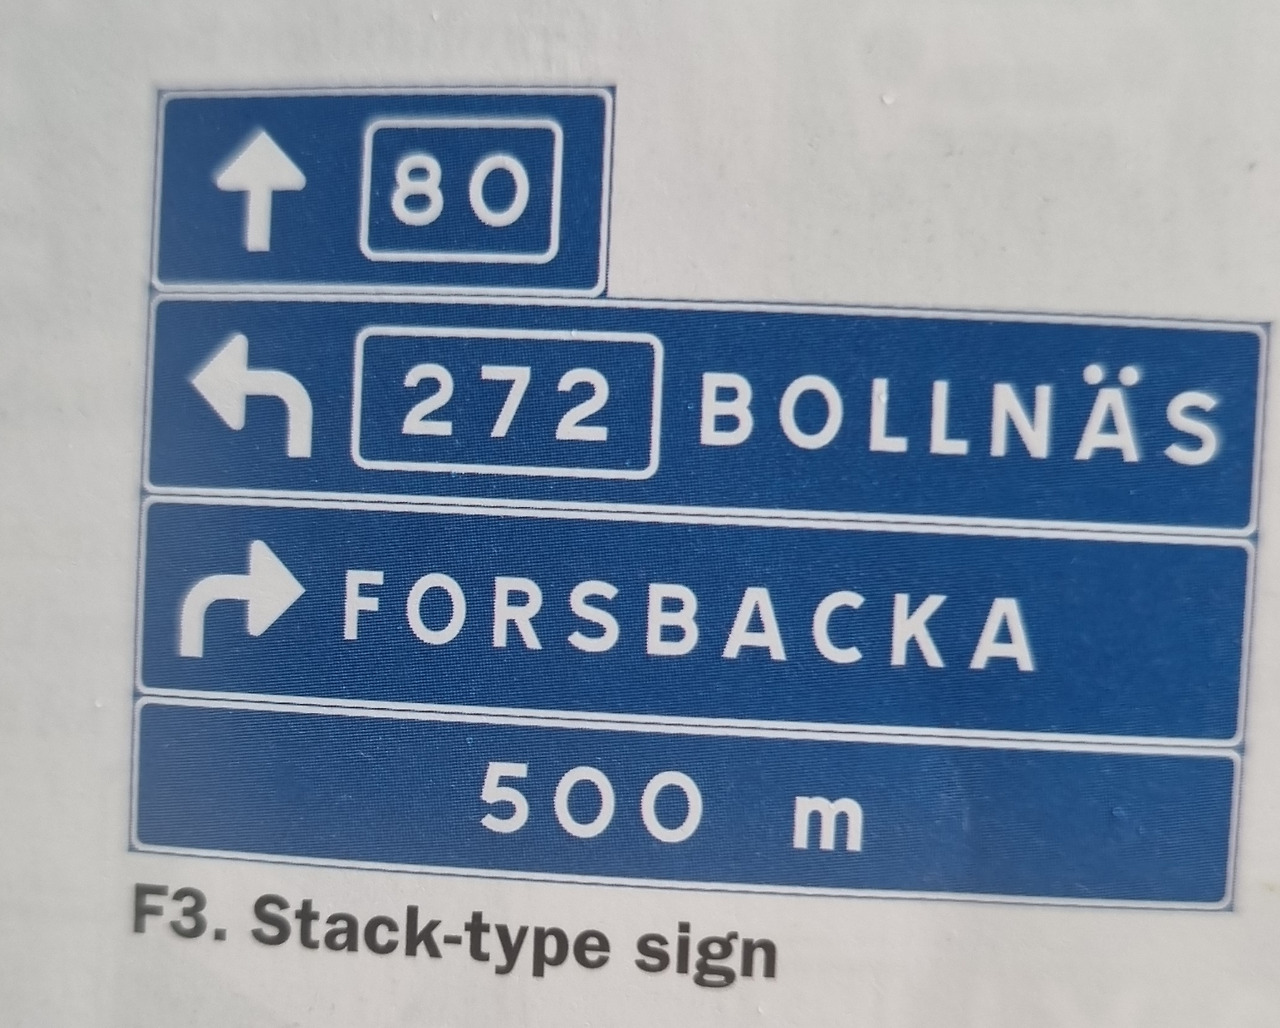 80
272 BOLLNÄS
FORSBACKA
500 m
F3. Stack-type sign